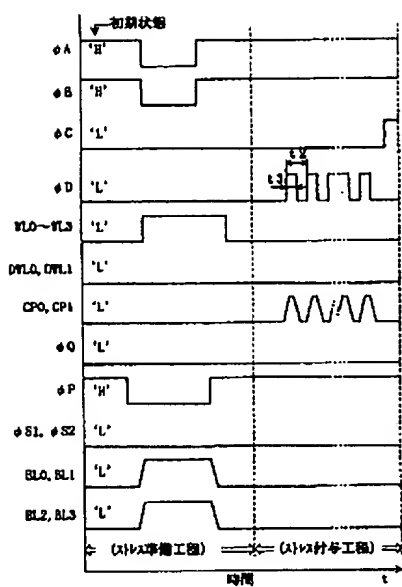 初期状態
φA 'H'
φB 'H'
φC 'L'
t2
t3
φD 'L'
WL0～WL3 'L'
DWL0, DWL1 'L'
CP0, CP1 'L'
φQ 'L'
φP 'H'
φS1, φS2 'L'
BL0, BL1 'L'
BL2, BL3 'L'
(ストレス準備工程) (ストレス付与工程)
時間 t